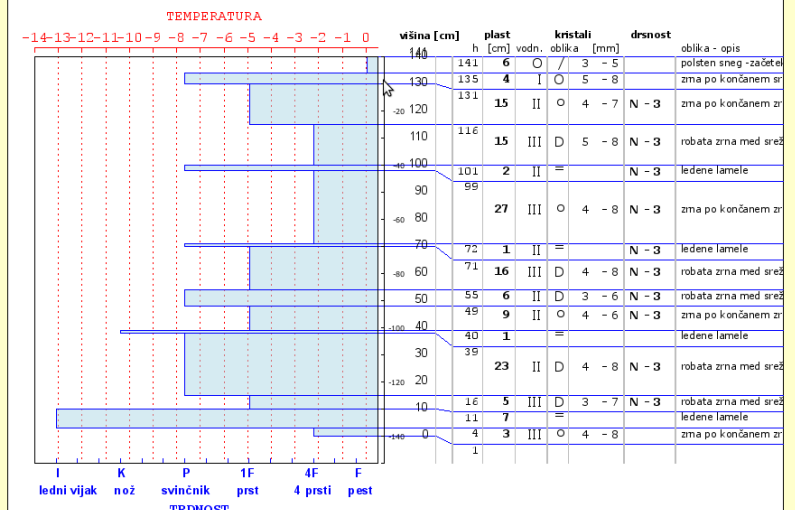 TEMPERATURA
-14-13-12-11-10 -9 -8 -7 -6 -5 -4 -3 -2 -1 0
višina [cm] plast kristali drsnost
h [cm] vodn. oblika [mm] oblika - opis
141 6 O / 3 - 5 polsten sneg -začetek
135 4 I O 5 - 8 zrna po končanem sr
131
15 II o 4 - 7 N - 3 zrna po končanem zr
116
15 III D 5 - 8 N - 3 robata zrna med srež
101 2 II = N - 3 ledene lamele
99
27 III o 4 - 8 N - 3 zrna po končanem zr
72 1 II = N - 3 ledene lamele
71
16 III D 4 - 8 N - 3 robata zrna med srež
55 6 II D 3 - 6 N - 3 robata zrna med srež
49
9 II o 4 - 6 N - 3 zrna po končanem zr
40 1 = ledene lamele
39
23 II D 4 - 8 N - 3 robata zrna med srež
16 5 III D 3 - 7 N - 3 robata zrna med srež
11 7 = ledene lamele
4 3 III o 4 - 8 zrna po končanem zr
1
140
130
120
110
100
90
80
70
60
50
40
30
20
10
0
-20
-40
-60
-80
-100
-120
-140
I K P 1F 4F F
ledni vijak nož svinčnik prst 4 prsti pest
TRDNOST